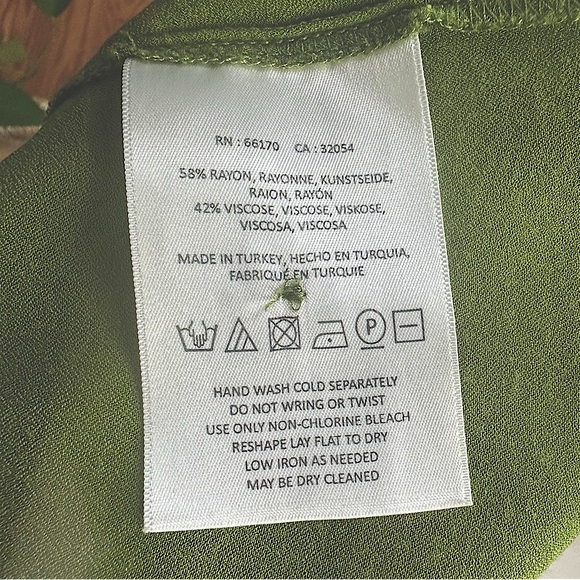 RN : 66170 CA : 32054
58% RAYON, RAYONNE, KUNSTSEIDE,
RAION, RAYÓN
42% VISCOSE, VISCOSE, VISKOSE,
VISCOSA, VISCOSA
MADE IN TURKEY, HECHO EN TURQUIA,
FABRIQUÉ EN TURQUIE
P
HAND WASH COLD SEPARATELY
DO NOT WRING OR TWIST
USE ONLY NON-CHLORINE BLEACH
RESHAPE LAY FLAT TO DRY
LOW IRON AS NEEDED
MAY BE DRY CLEANED